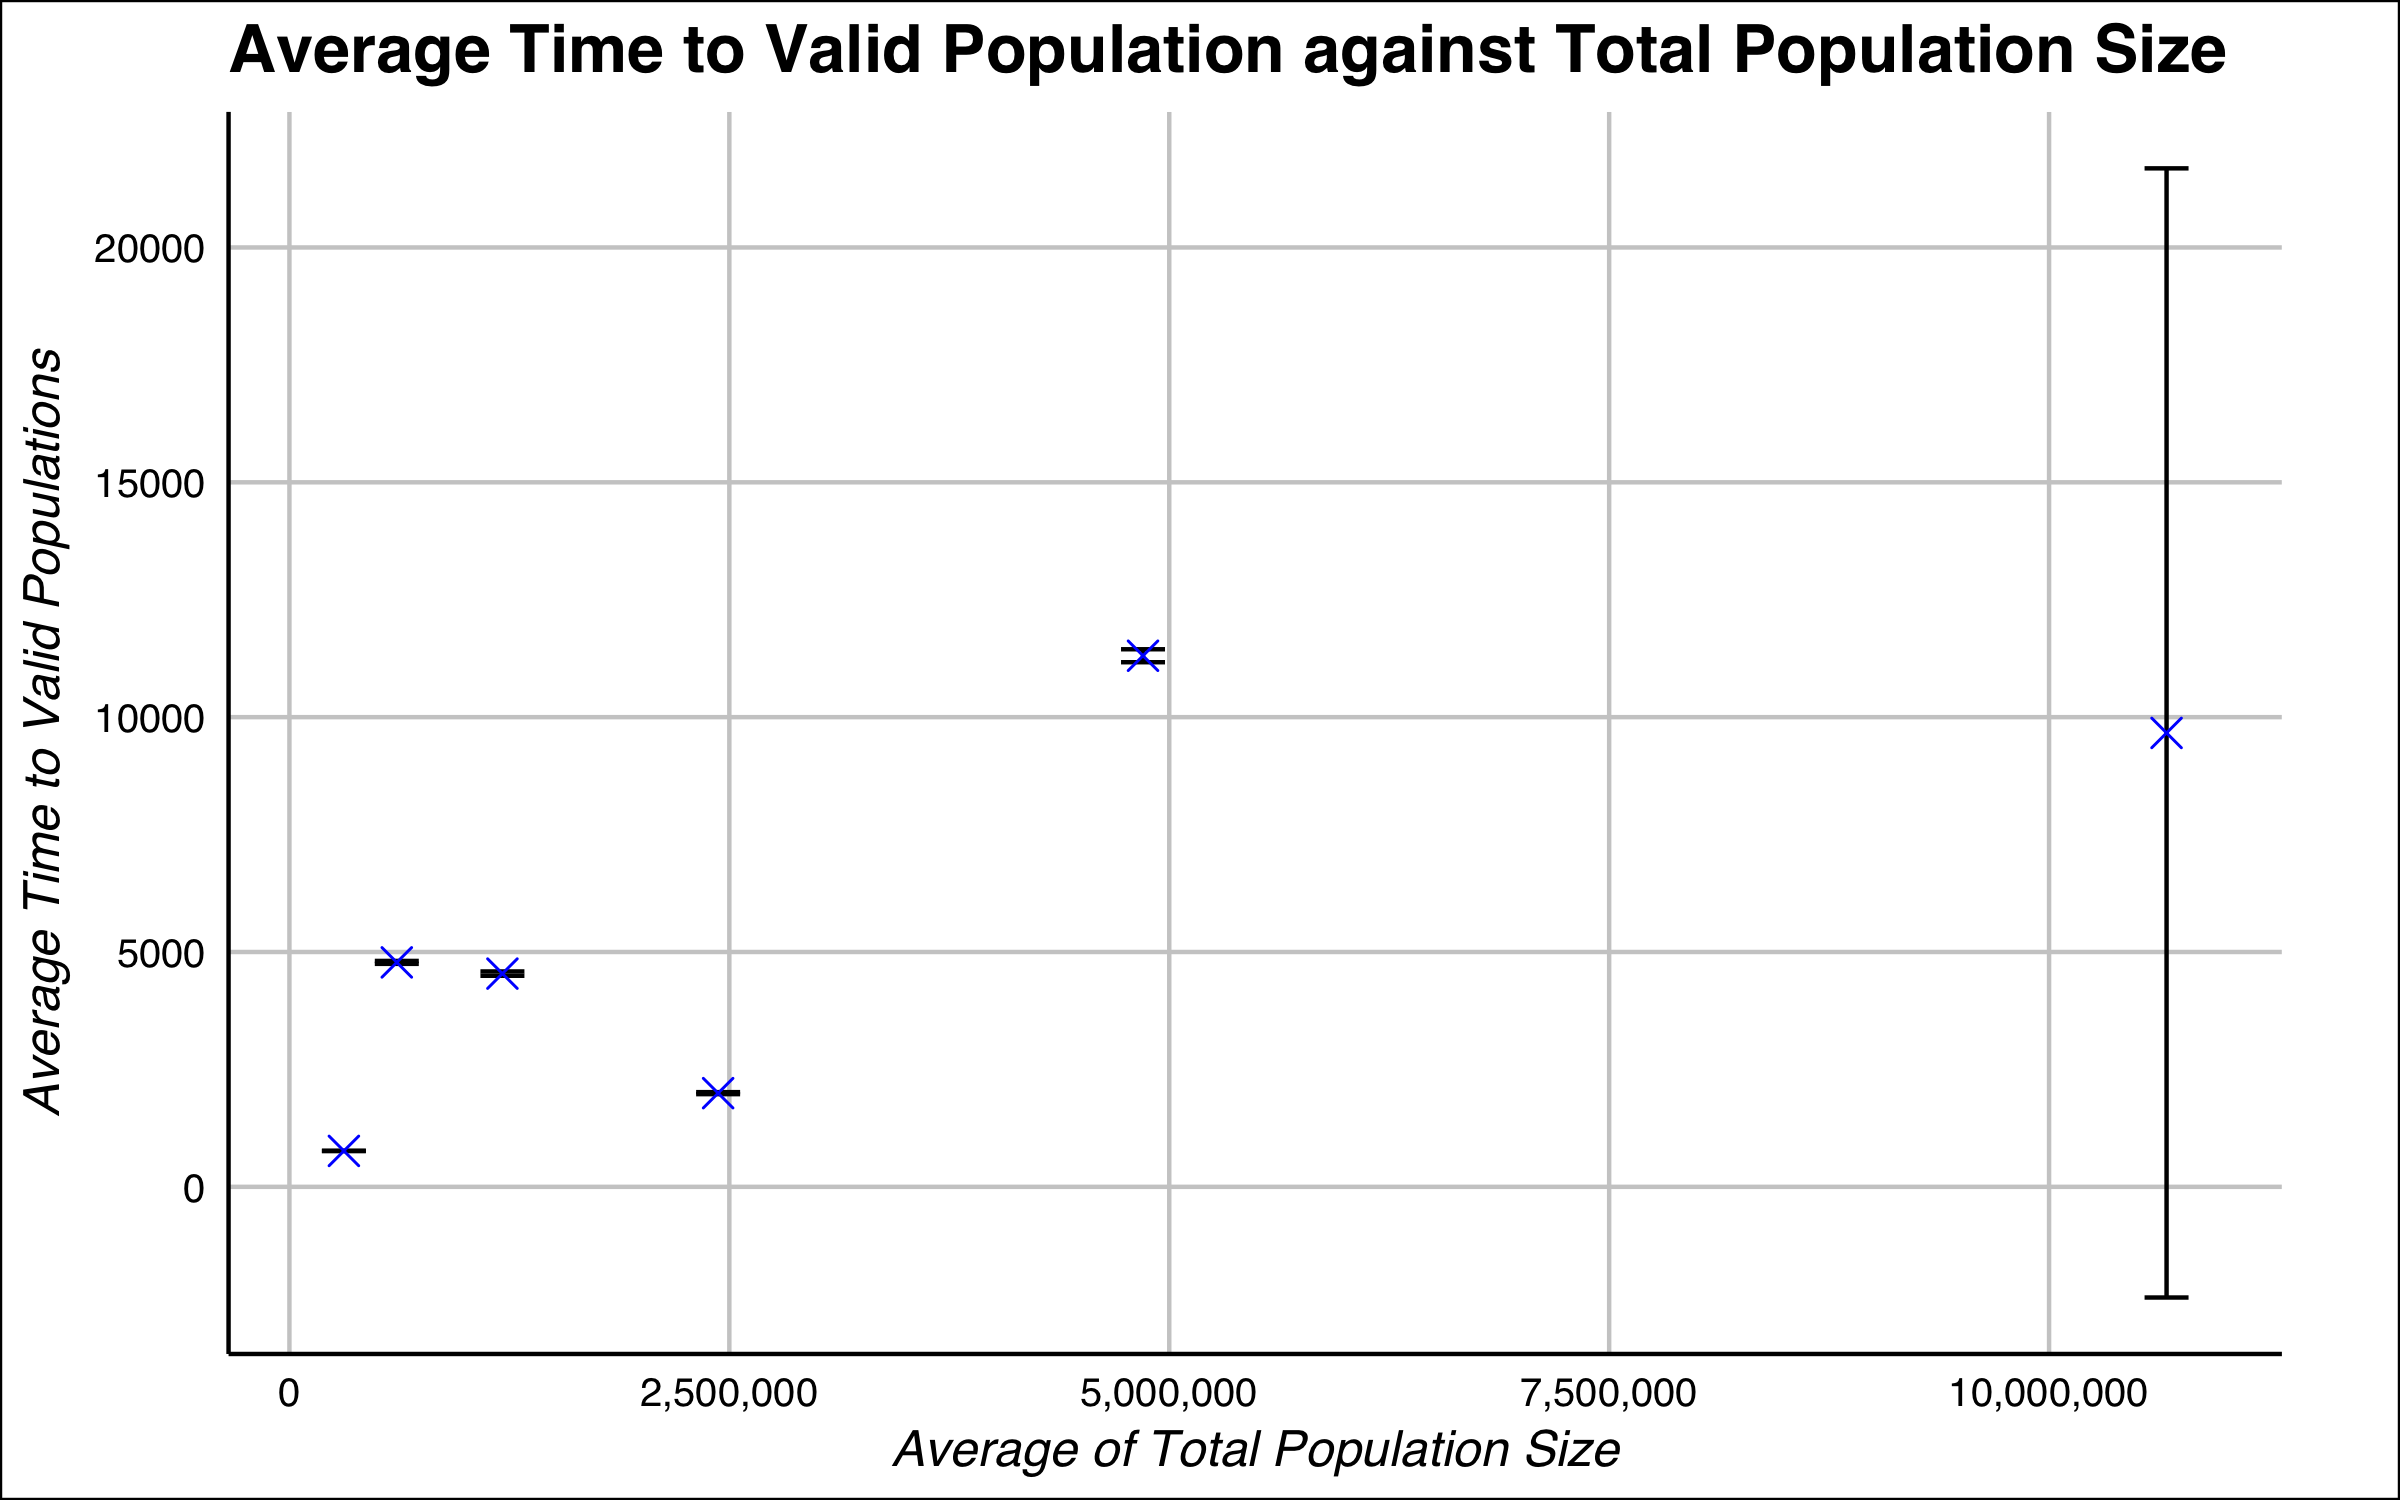 Average Time to Valid Population against Total Population Size
Average Time to Valid Populations
20000
15000
10000
5000
0
0 2,500,000 5,000,000 7,500,000 10,000,000
Average of Total Population Size